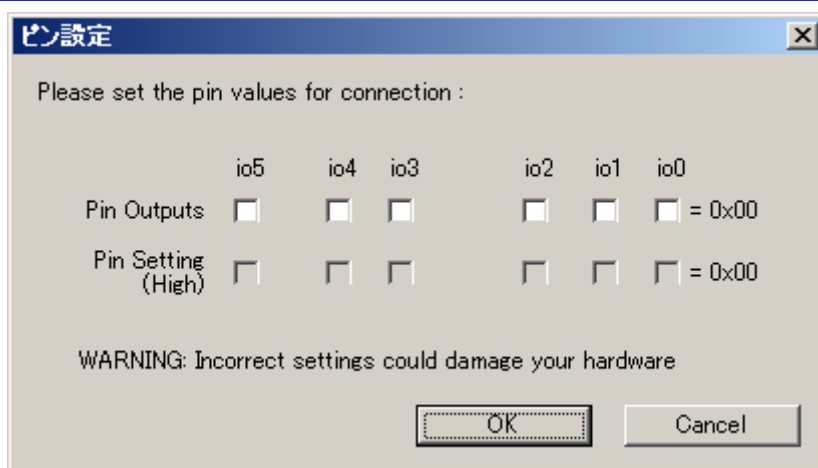 ピン設定
Please set the pin values for connection :
io5 io4 io3 io2 io1 io0
Pin Outputs = 0x00
Pin Setting
(High) = 0x00
WARNING: Incorrect settings could damage your hardware
OK Cancel